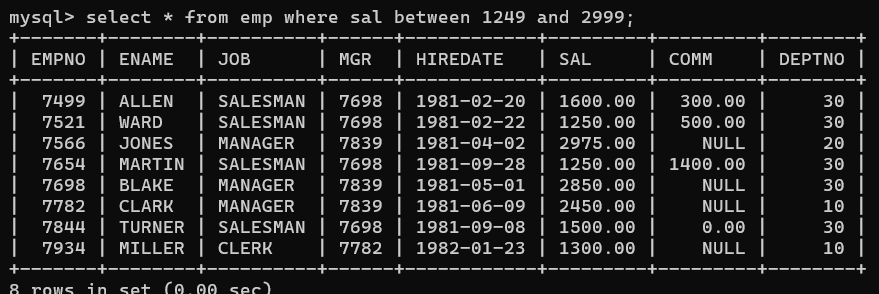 mysql> select * from emp where sal between 1249 and 2999;
+-------+--------+----------+------+------------+---------+---------+--------+
| EMPNO | ENAME  | JOB      | MGR  | HIREDATE   | SAL     | COMM    | DEPTNO |
+-------+--------+----------+------+------------+---------+---------+--------+
|  7499 | ALLEN  | SALESMAN | 7698 | 1981-02-20 | 1600.00 |  300.00 |     30 |
|  7521 | WARD   | SALESMAN | 7698 | 1981-02-22 | 1250.00 |  500.00 |     30 |
|  7566 | JONES  | MANAGER  | 7839 | 1981-04-02 | 2975.00 |    NULL |     20 |
|  7654 | MARTIN | SALESMAN | 7698 | 1981-09-28 | 1250.00 | 1400.00 |     30 |
|  7698 | BLAKE  | MANAGER  | 7839 | 1981-05-01 | 2850.00 |    NULL |     30 |
|  7782 | CLARK  | MANAGER  | 7839 | 1981-06-09 | 2450.00 |    NULL |     10 |
|  7844 | TURNER | SALESMAN | 7698 | 1981-09-08 | 1500.00 |    0.00 |     30 |
|  7934 | MILLER | CLERK    | 7782 | 1982-01-23 | 1300.00 |    NULL |     10 |
+-------+--------+----------+------+------------+---------+---------+--------+
8 rows in set (0.00 sec)